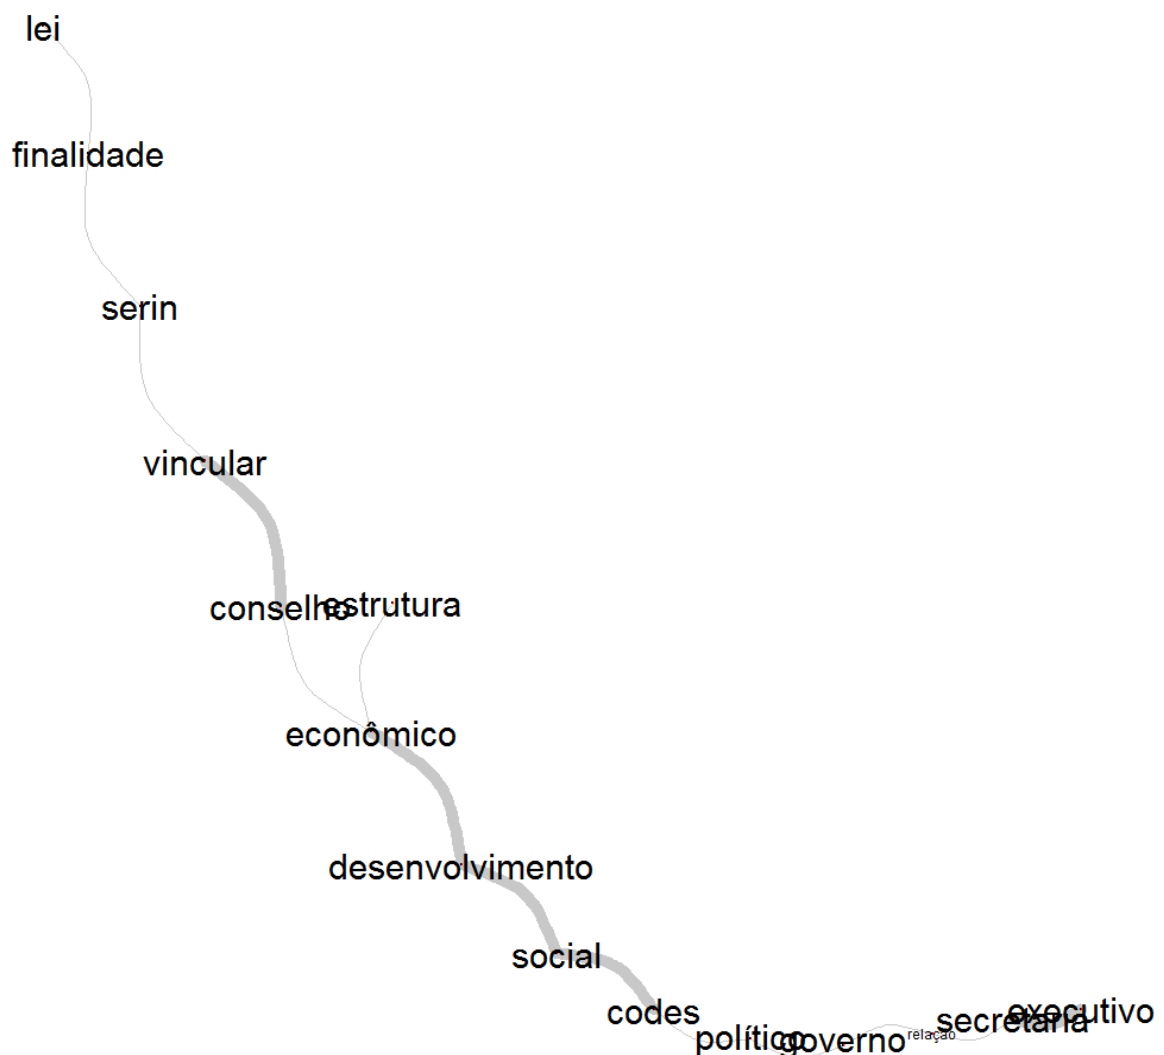 lei
finalidade
serin
vincular
conselho
estrutura
econômico
desenvolvimento
social
codes
político
governo
relação
secretaria
executivo